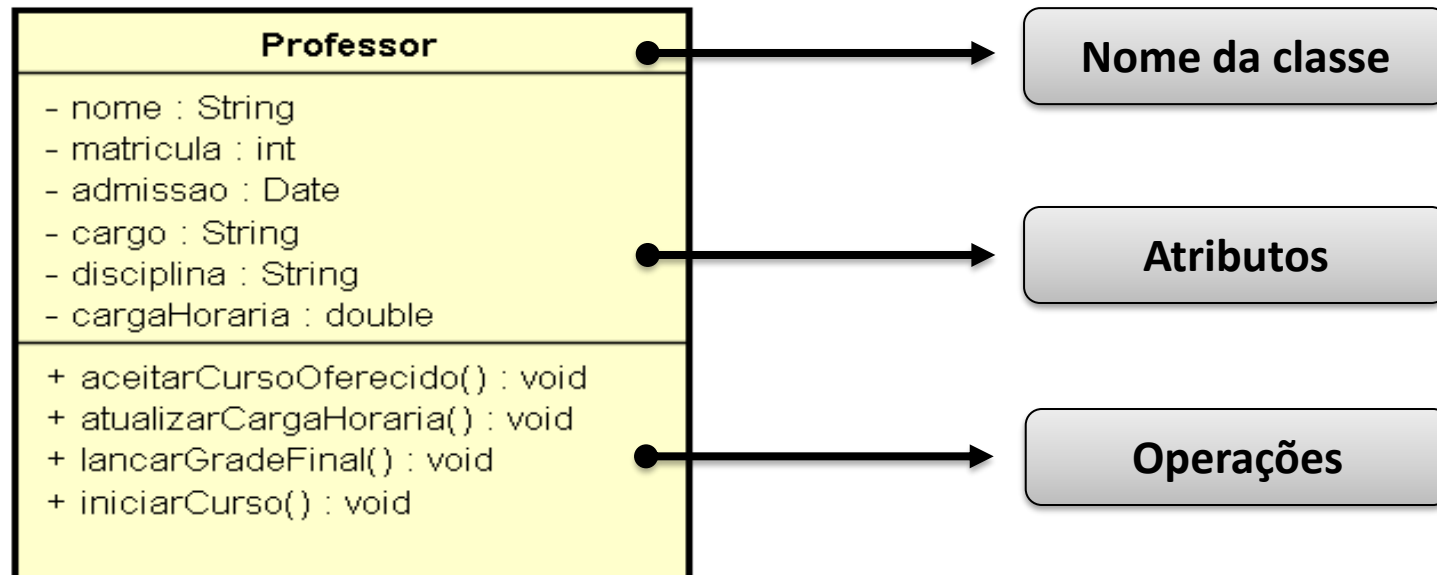 Professor
Nome da classe
- nome : String
- matricula : int
- admissao : Date
- cargo : String
- disciplina : String
- cargaHoraria : double
Atributos
+ aceitarCursoOferecido() : void
+ atualizarCargaHoraria() : void
+ lancarGradeFinal() : void
+ iniciarCurso() : void
Operações